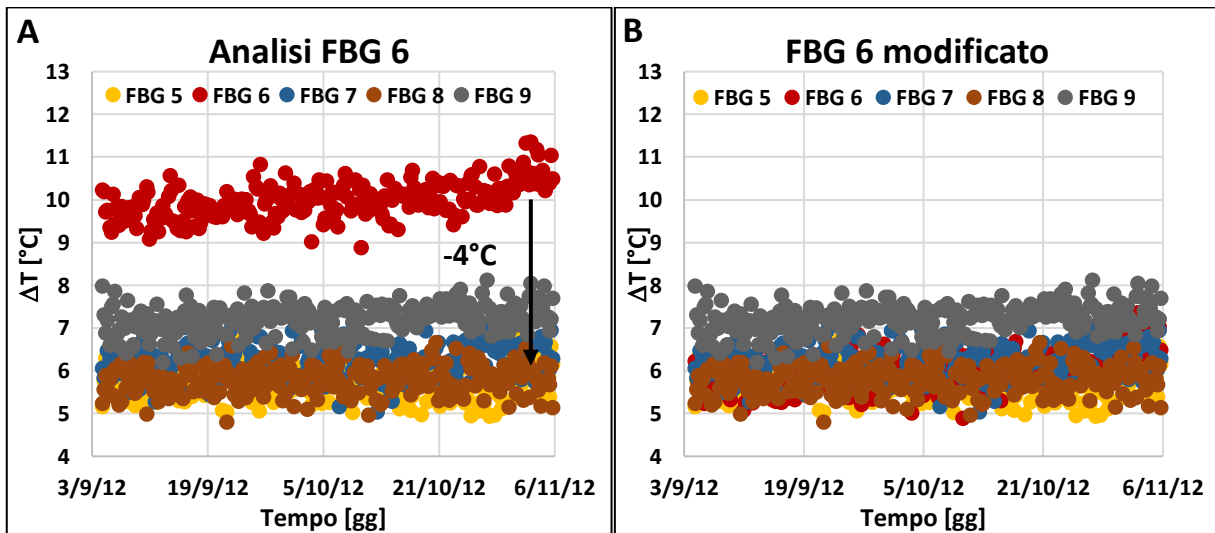 A
Analisi FBG 6
13
12
11
10
9
8
7
6
5
4
ΔT [°C]
FBG 5 FBG 6 FBG 7 FBG 8 FBG 9
-4°C
3/9/12 19/9/12 5/10/12 21/10/12 6/11/12
Tempo [gg]
B
FBG 6 modificato
13
12
11
10
9
8
7
6
5
4
ΔT [°C]
FBG 5 FBG 6 FBG 7 FBG 8 FBG 9
3/9/12 19/9/12 5/10/12 21/10/12 6/11/12
Tempo [gg]